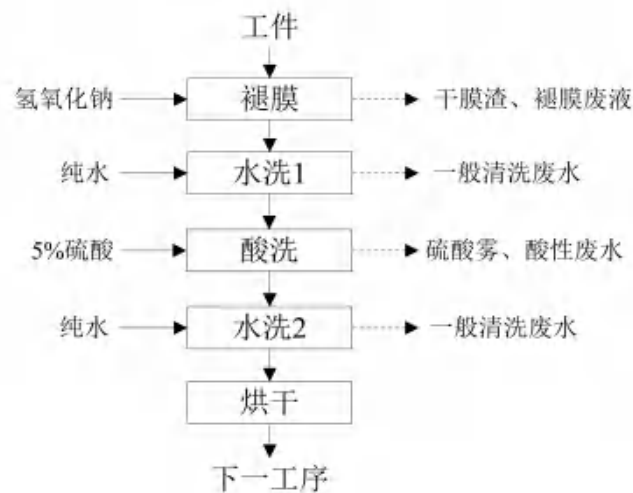 工件
氢氧化钠
褪膜
干膜渣、褪膜废液
纯水
水洗1
一般清洗废水
5%硫酸
酸洗
硫酸雾、酸性废水
纯水
水洗2
一般清洗废水
烘干
下一工序